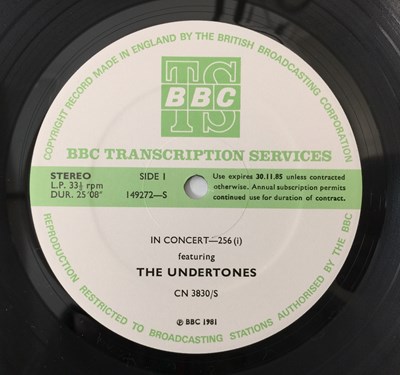 COPYRIGHT RECORD MADE IN ENGLAND BY THE BRITISH BROADCASTING CORPORATION
TS
BBC
BBC TRANSCRIPTION SERVICES
STEREO SIDE 1
L.P. 33⅓ rpm
DUR. 25'08" 149272—S
Use expires 30.11.85 unless contracted
otherwise. Annual subscription permits
continued use for duration of contract.
IN CONCERT—256 (i)
featuring
THE UNDERTONES
CN 3830/S
℗ BBC 1981
REPRODUCTION RESTRICTED TO BROADCASTING STATIONS AUTHORISED BY THE BBC